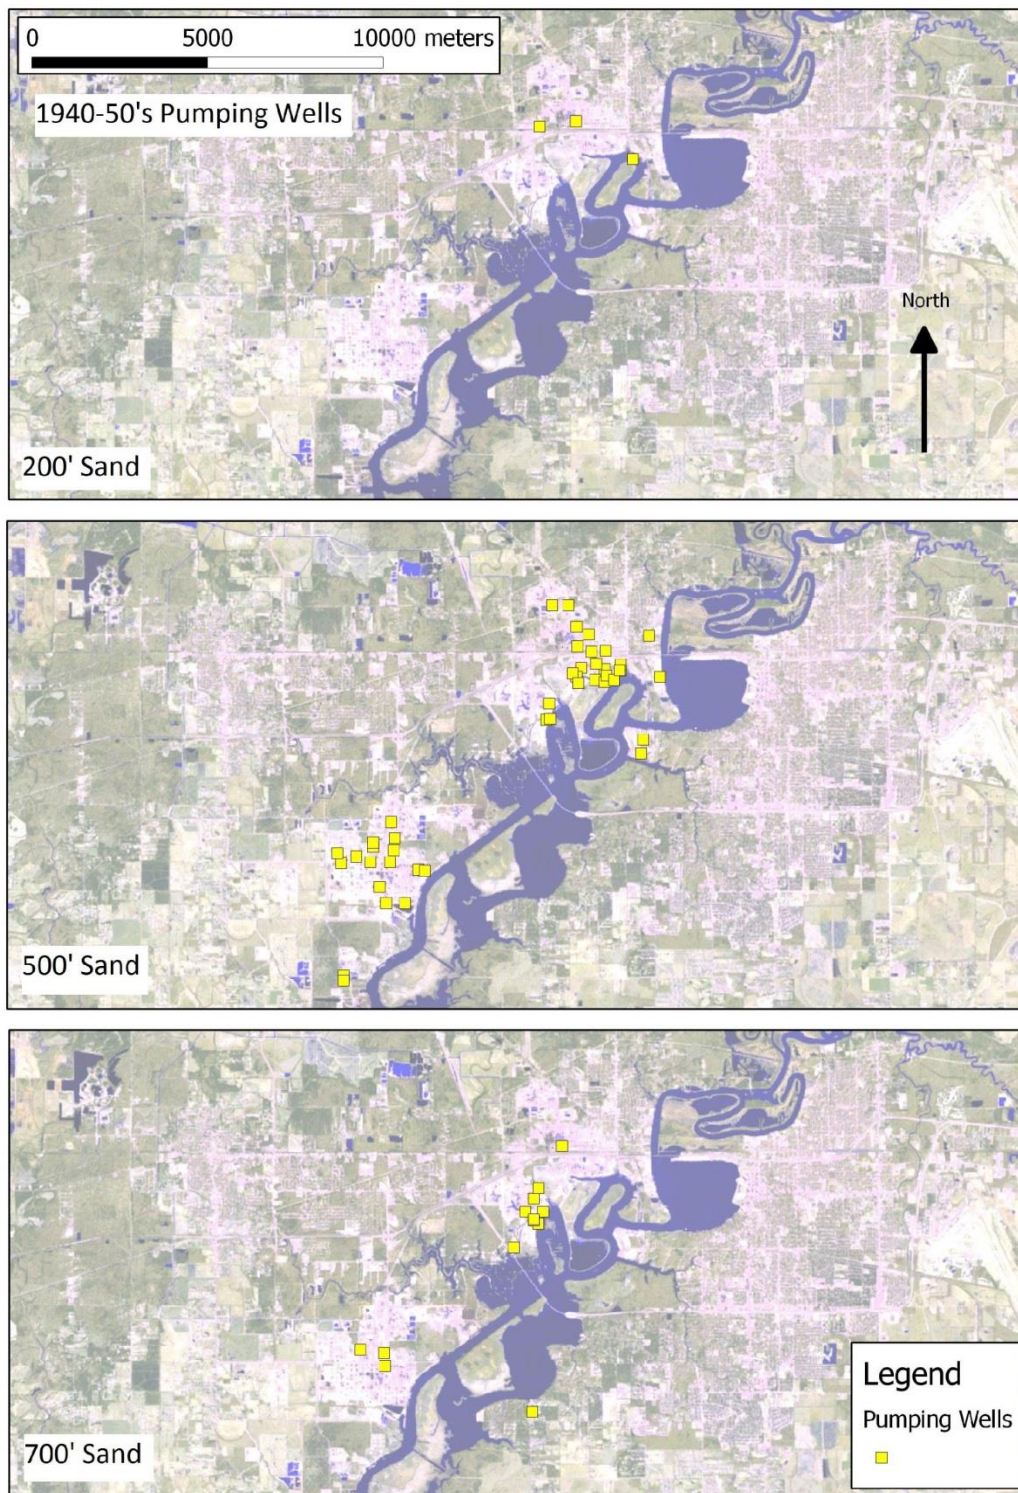 0 5000 10000 meters
1940-50's Pumping Wells
North
200' Sand
500' Sand
Legend
Pumping Wells
700' Sand